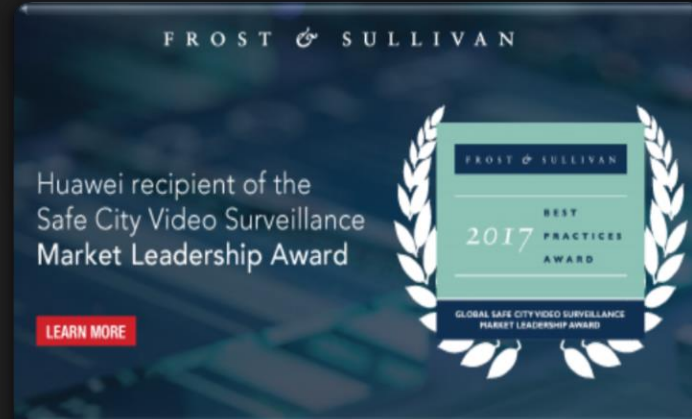 FROST & SULLIVAN
Huawei recipient of the
Safe City Video Surveillance
Market Leadership Award
LEARN MORE
FROST & SULLIVAN
2017
BEST
PRACTICES
AWARD
GLOBAL SAFE CITY VIDEO SURVEILLANCE
MARKET LEADERSHIP AWARD